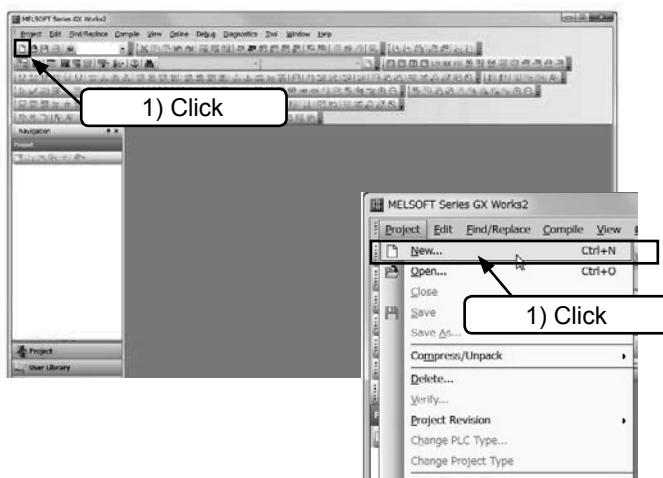 MELSOFT Series GX Works2
Project Edit Find/Replace Compile View Online Debug Diagnostics Tool Window Help
1) Click
Navigation
Project
Project
User Library
MELSOFT Series GX Works2
Project Edit Find/Replace Compile View
New... Ctrl+N
Open... Ctrl+O
Close
Save
1) Click
Save As...
Compress/Unpack
Delete...
Verify...
Project Revision
Change PLC Type...
Change Project Type